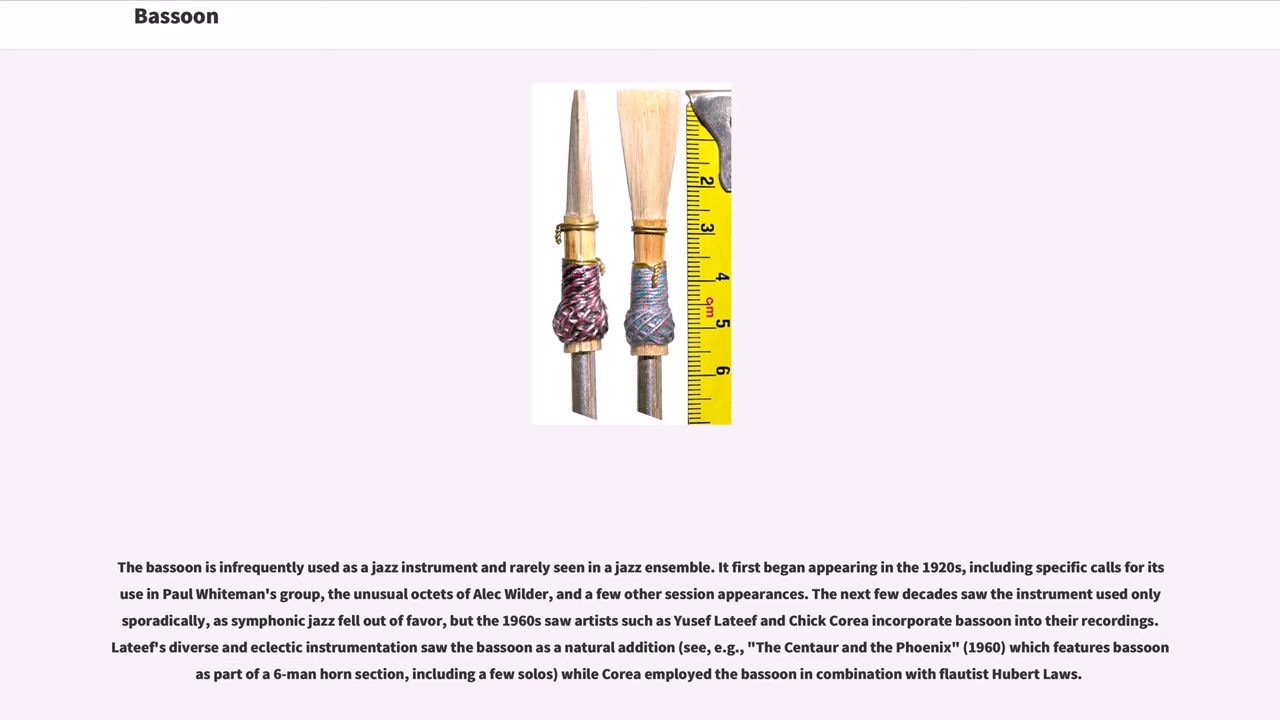 Bassoon
2
3
4
cm
5
6
The bassoon is infrequently used as a jazz instrument and rarely seen in a jazz ensemble. It first began appearing in the 1920s, including specific calls for its
use in Paul Whiteman's group, the unusual octets of Alec Wilder, and a few other session appearances. The next few decades saw the instrument used only
sporadically, as symphonic jazz fell out of favor, but the 1960s saw artists such as Yusef Lateef and Chick Corea incorporate bassoon into their recordings.
Lateef's diverse and eclectic instrumentation saw the bassoon as a natural addition (see, e.g., "The Centaur and the Phoenix" (1960) which features bassoon
as part of a 6-man horn section, including a few solos) while Corea employed the bassoon in combination with flautist Hubert Laws.